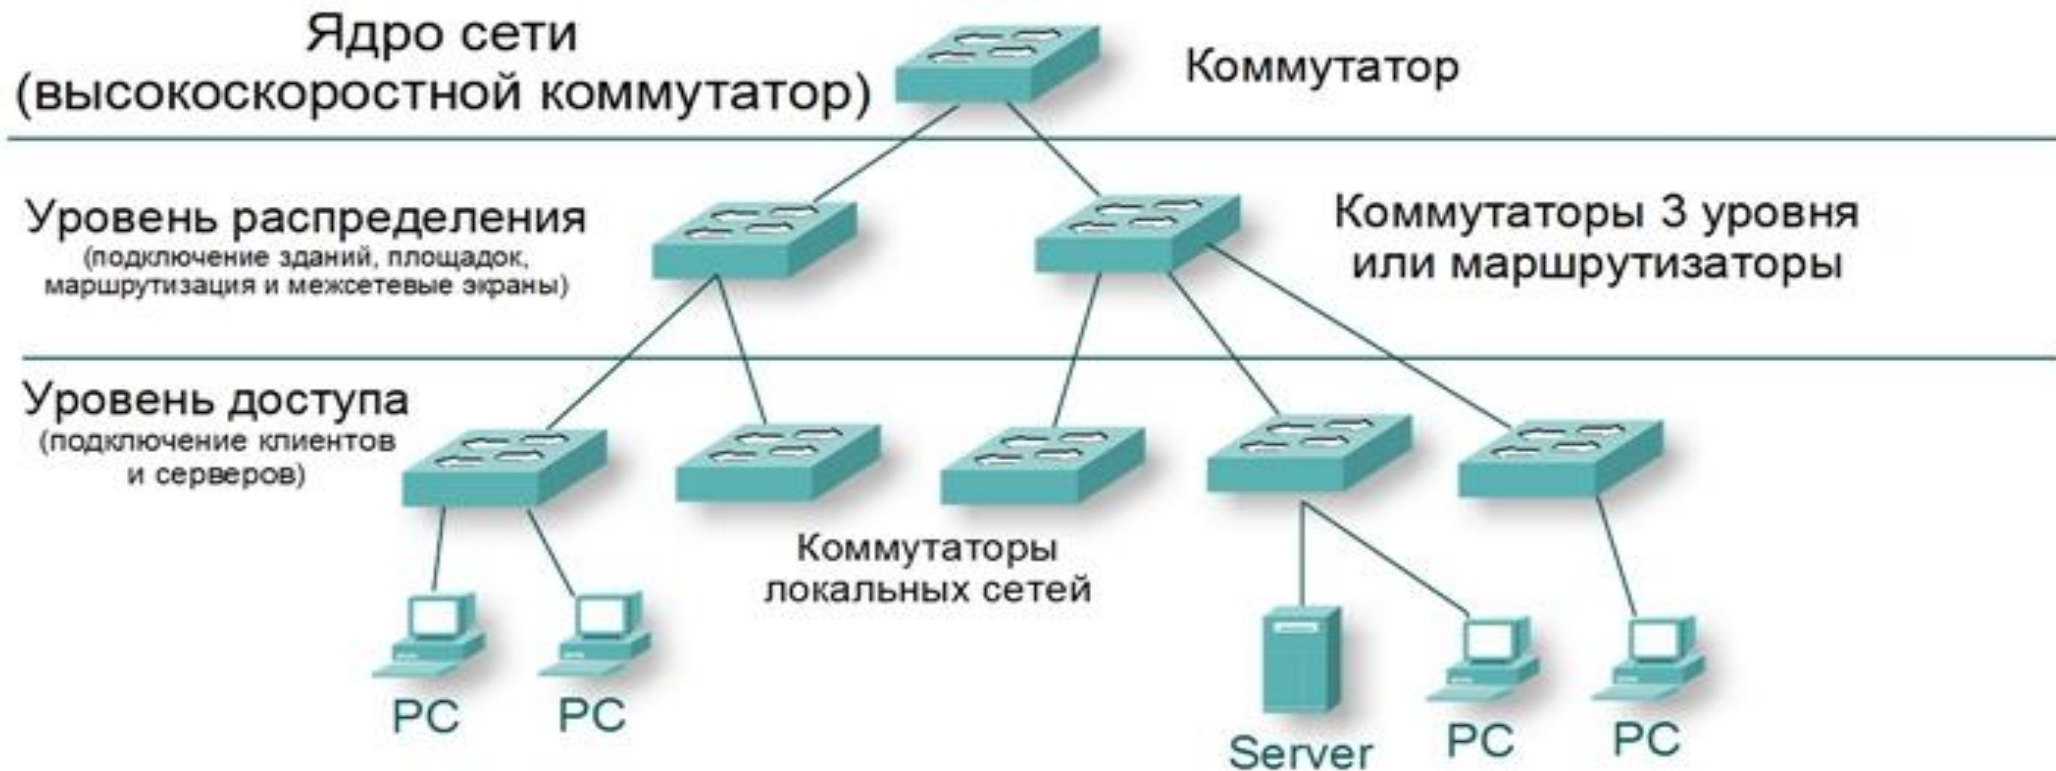 Ядро сети
(высокоскоростной коммутатор)
Коммутатор
Уровень распределения
(подключение зданий, площадок,
маршрутизация и межсетевые экраны)
Коммутаторы 3 уровня
или маршрутизаторы
Уровень доступа
(подключение клиентов
и серверов)
Коммутаторы
локальных сетей
PC
PC
Server
PC
PC